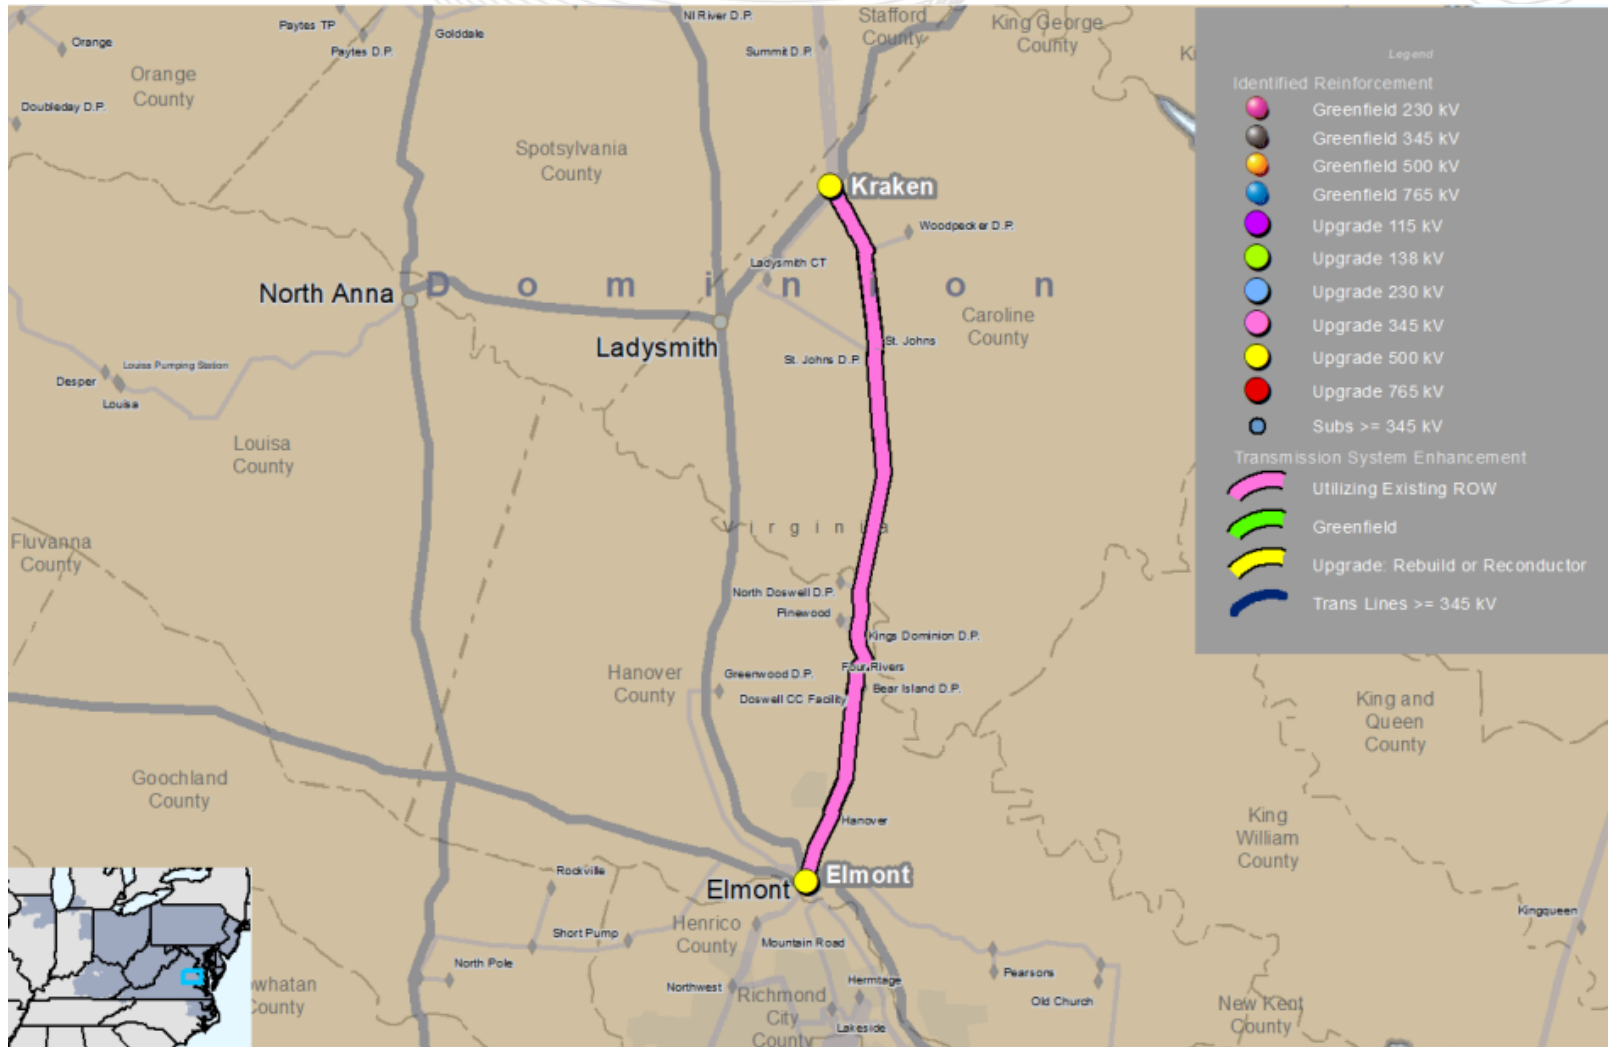 Stafford
County
King George
County
NI River D.P.
Paytes TP
Golddale
Orange
Paytes D.P.
Summit D.P.
Orange
County
Doubleday D.P.
Spotsylvania
County
Kraken
Woodpecker D.P.
Ladysmith CT
North Anna
Dominion
Caroline
County
Ladysmith
St. Johns
St. Johns D.P.
Louisa Pumping Station
Desper
Louisa
Louisa
County
Virginia
Fluvanna
County
North Doswell D.P.
Pinewood
Kings Dominion D.P.
Four Rivers
Hanover
County
Greenwood D.P.
Bear Island D.P.
Doswell CC Facility
King and
Queen
County
Goochland
County
Hanover
King
William
County
Rockville
Elmont
Elmont
Henrico
County
Short Pump
Mountain Road
North Pole
Northwest
Hermitage
Pearsons
Old Church
Kingqueen
Richmond
City
County
Lakeside
New Kent
County
owhatan
County
Legend
Identified Reinforcement
Greenfield 230 kV
Greenfield 345 kV
Greenfield 500 kV
Greenfield 765 kV
Upgrade 115 kV
Upgrade 138 kV
Upgrade 230 kV
Upgrade 345 kV
Upgrade 500 kV
Upgrade 765 kV
Subs >= 345 kV
Transmission System Enhancement
Utilizing Existing ROW
Greenfield
Upgrade: Rebuild or Reconductor
Trans Lines >= 345 kV